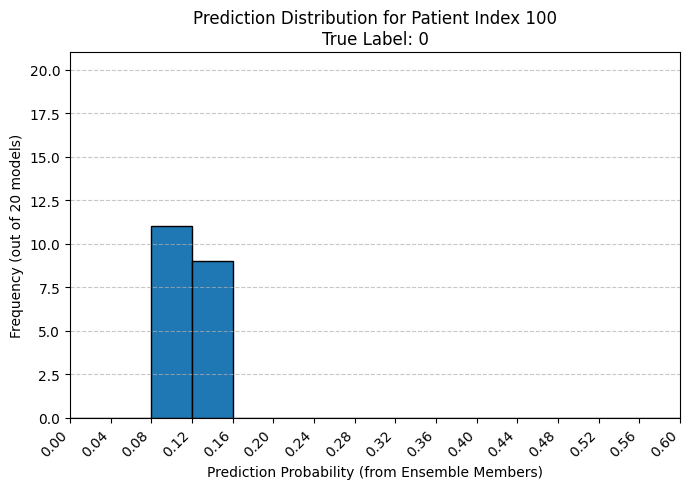 Prediction Distribution for Patient Index 100
True Label: 0
Frequency (out of 20 models)
20.0
17.5
15.0
12.5
10.0
7.5
5.0
2.5
0.0
0.00 0.04 0.08 0.12 0.16 0.20 0.24 0.28 0.32 0.36 0.40 0.44 0.48 0.52 0.56 0.60
Prediction Probability (from Ensemble Members)